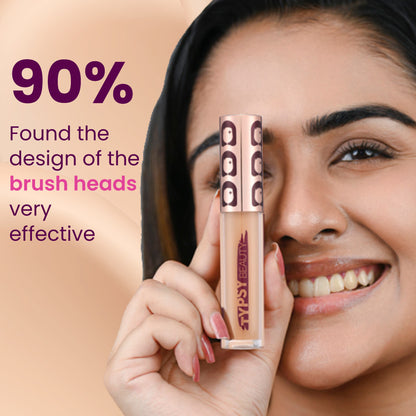 90%
Found the
design of the
brush heads
very
effective
TYPSY BEAUTY